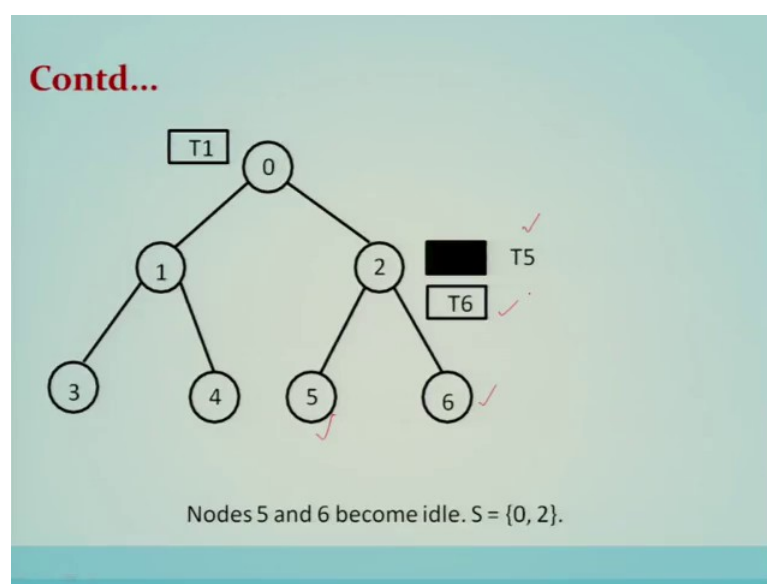 Contd...
T1
0
1
2
T5
T6
3
4
5
6
Nodes 5 and 6 become idle. S = {0, 2}.